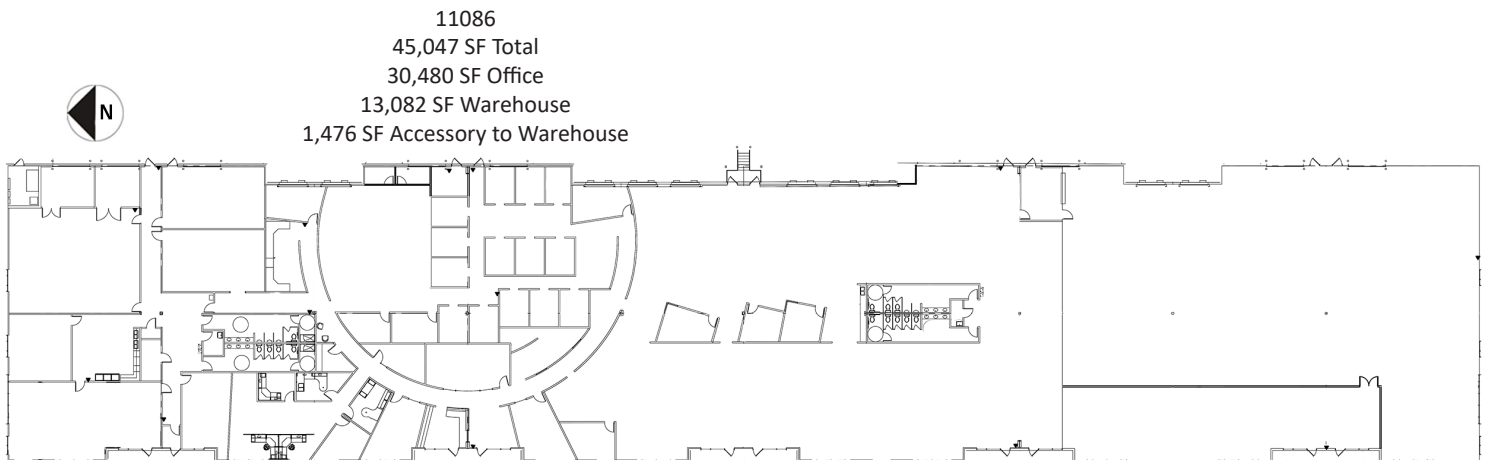 11086
45,047 SF Total
30,480 SF Office
13,082 SF Warehouse
1,476 SF Accessory to Warehouse
N